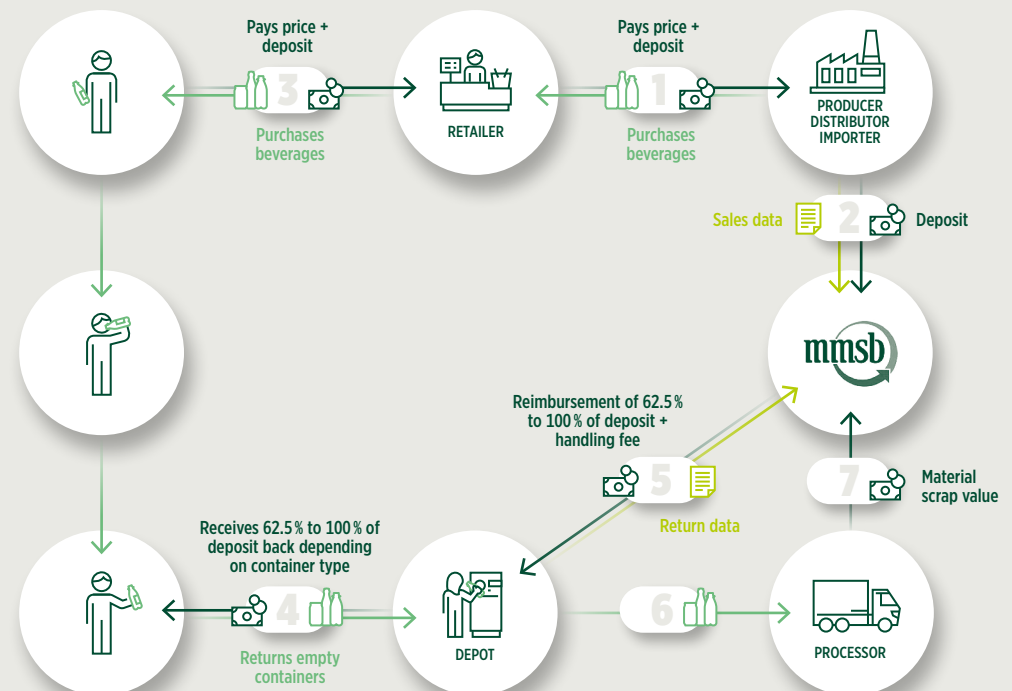 Pays price +
deposit
3
Purchases
beverages
RETAILER
Pays price +
deposit
1
Purchases
beverages
PRODUCER
DISTRIBUTOR
IMPORTER
Sales data
2
Deposit
mmsb
Reimbursement of 62.5 %
to 100 % of deposit +
handling fee
5
Return data
7
Material
scrap value
Receives 62.5 % to 100 % of
deposit back depending
on container type
4
Returns empty
containers
DEPOT
6
PROCESSOR